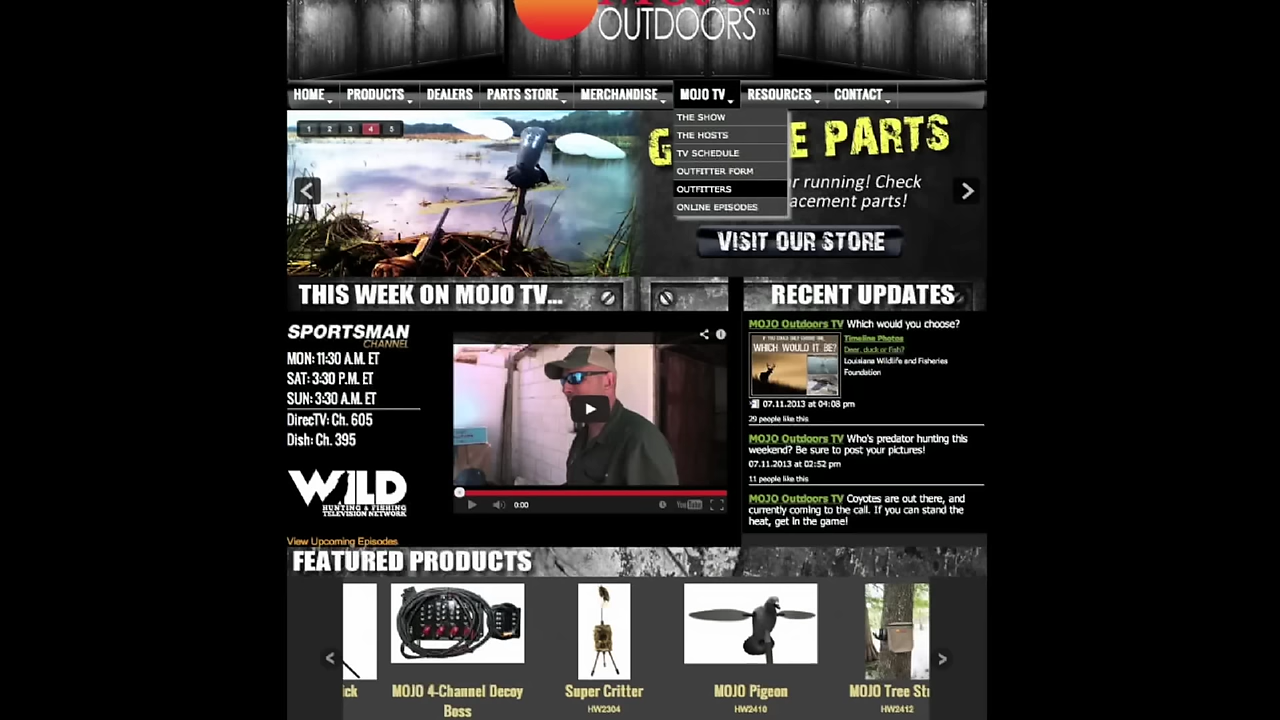 OUTDOORS™
HOME
PRODUCTS
DEALERS
PARTS STORE
MERCHANDISE
MOJO TV
RESOURCES
CONTACT
1 2 3 4 5
THE SHOW
THE HOSTS
TV SCHEDULE
OUTFITTER FORM
OUTFITTERS
ONLINE EPISODES
G E PARTS
r running! Check
acement parts!
VISIT OUR STORE
THIS WEEK ON MOJO TV...
SPORTSMAN
CHANNEL
MON: 11:30 A.M. ET
SAT: 3:30 P.M. ET
SUN: 3:30 A.M. ET
DirecTV: Ch. 605
Dish: Ch. 395
WILD
HUNTING & FISHING
TELEVISION NETWORK
View Upcoming Episodes
0:00
YouTube
RECENT UPDATES
MOJO Outdoors TV Which would you choose?
IF YOU COULD ONLY CHOOSE ONE,
WHICH WOULD IT BE?
Timeline Photos
Deer, duck or fish?
Louisiana Wildlife and Fisheries
Foundation
07.11.2013 at 04:08 pm
29 people like this
MOJO Outdoors TV Who's predator hunting this
weekend? Be sure to post your pictures!
07.11.2013 at 02:52 pm
11 people like this
MOJO Outdoors TV Coyotes are out there, and
currently coming to the call. If you can stand the
heat, get in the game!
FEATURED PRODUCTS
ick
MOJO 4-Channel Decoy
Boss
Super Critter
HW2304
MOJO Pigeon
HW2410
MOJO Tree St
HW2412